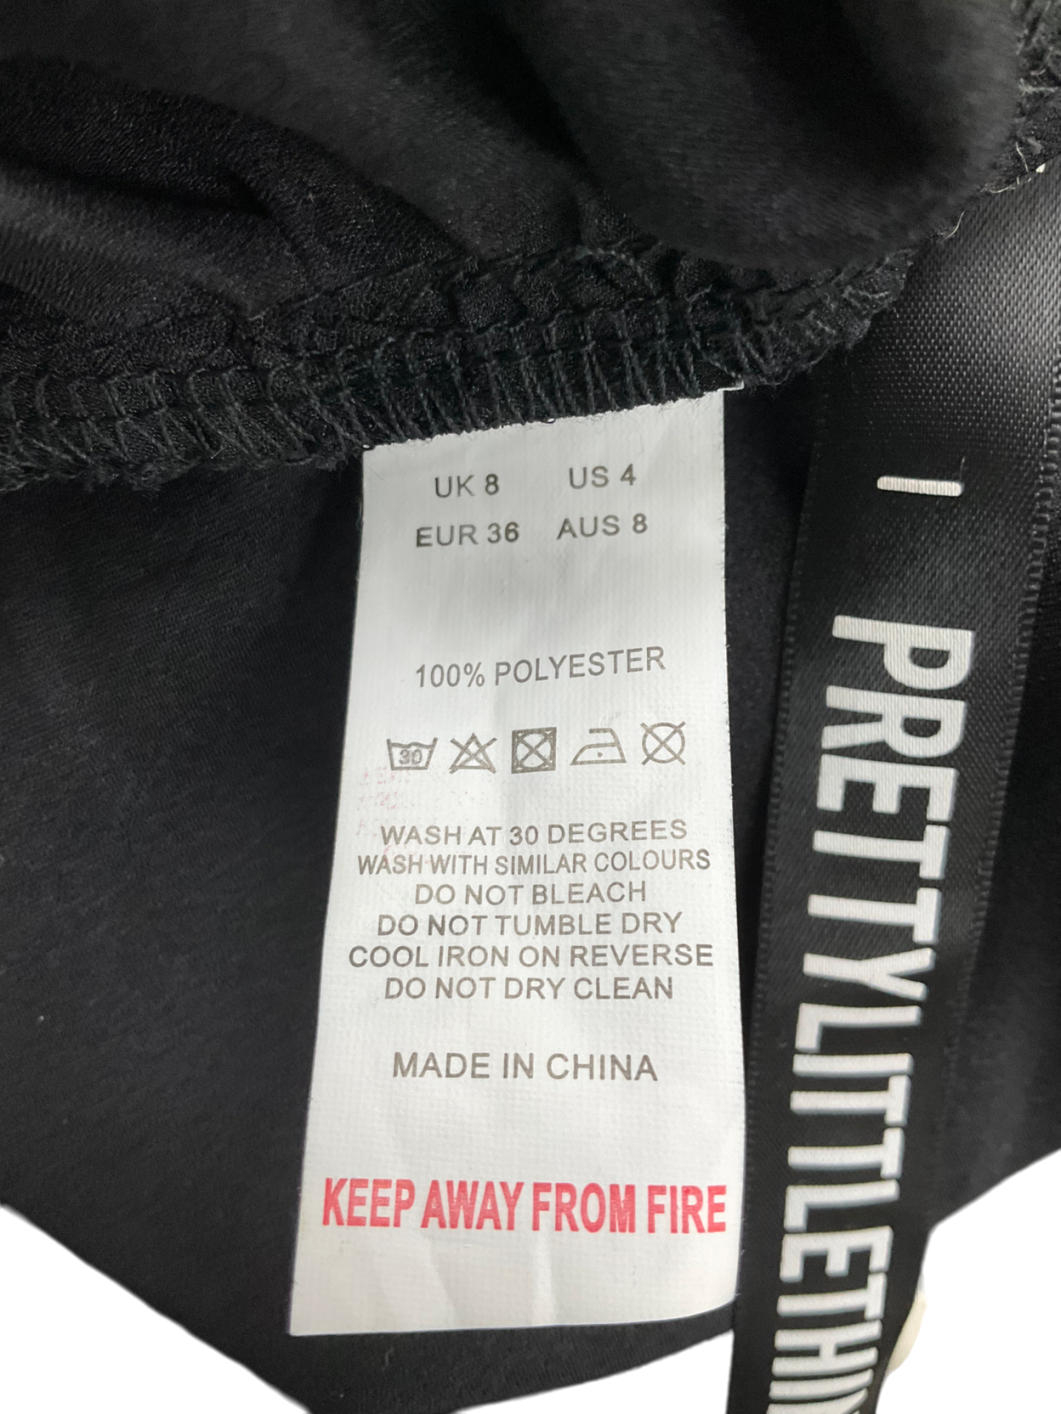 UK 8 US 4
EUR 36 AUS 8
100% POLYESTER
30
WASH AT 30 DEGREES
WASH WITH SIMILAR COLOURS
DO NOT BLEACH
DO NOT TUMBLE DRY
COOL IRON ON REVERSE
DO NOT DRY CLEAN
MADE IN CHINA
KEEP AWAY FROM FIRE
PRETTYLITTLETHIN